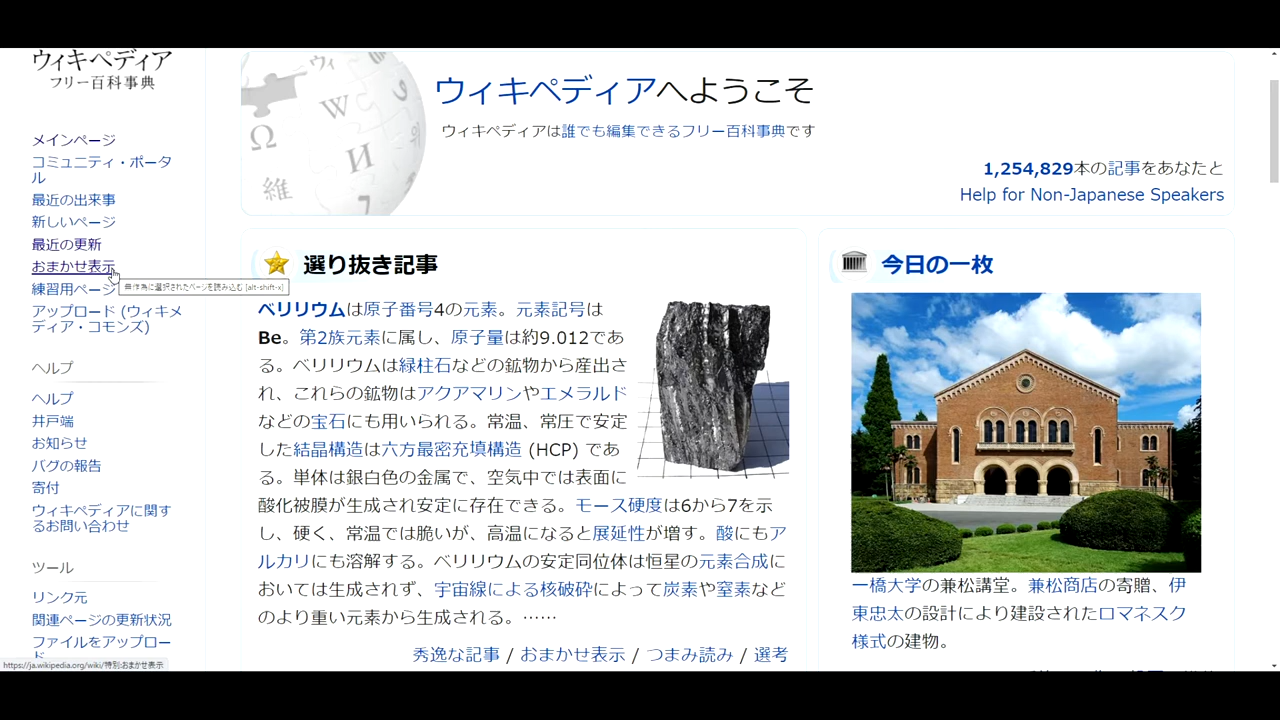 ウィキペディア
フリー百科事典
メインページ
コミュニティ・ポータ
ル
最近の出来事
新しいページ
最近の更新
おまかせ表示
練習用ページ
無作為に選択されたページを読み込む [alt-shift-x]
アップロード (ウィキメ
ディア・コモンズ)
ヘルプ
ヘルプ
井戸端
お知らせ
バグの報告
寄付
ウィキペディアに関す
るお問い合わせ
ツール
リンク元
関連ページの更新状況
ファイルをアップロー
https://ja.wikipedia.org/wiki/特別:おまかせ表示
ウィ
W
Ω
И
維
7
ウィキペディアへようこそ
ウィキペディアは誰でも編集できるフリー百科事典です
1,254,829本の記事をあなたと
Help for Non-Japanese Speakers
選り抜き記事
ベリリウムは原子番号4の元素。元素記号は
Be。第2族元素に属し、原子量は約9.012であ
る。ベリリウムは緑柱石などの鉱物から産出さ
れ、これらの鉱物はアクアマリンやエメラルド
などの宝石にも用いられる。常温、常圧で安定
した結晶構造は六方最密充填構造 (HCP) であ
る。単体は銀白色の金属で、空気中では表面に
酸化被膜が生成され安定に存在できる。モース硬度は6から7を示
し、硬く、常温では脆いが、高温になると展延性が増す。酸にもア
ルカリにも溶解する。ベリリウムの安定同位体は恒星の元素合成に
おいては生成されず、宇宙線による核破砕によって炭素や窒素など
のより重い元素から生成される。……
秀逸な記事 / おまかせ表示 / つまみ読み / 選考
今日の一枚
一橋大学の兼松講堂。兼松商店の寄贈、伊
東忠太の設計により建設されたロマネスク
様式の建物。